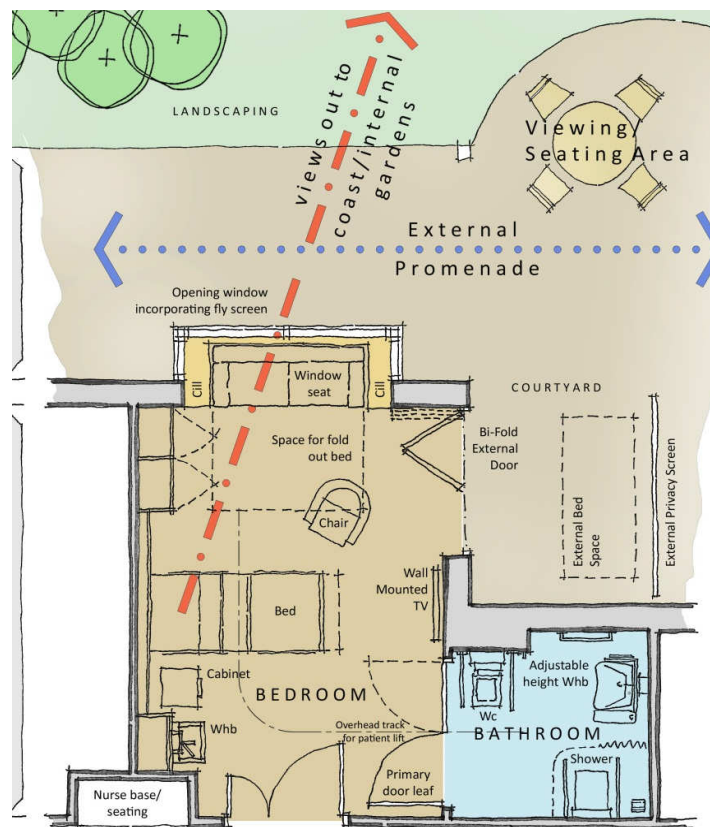 LANDSCAPING
views out to
coast/internal
gardens
Viewing/
Seating Area
External
Promenade
Opening window
incorporating fly screen
Cill
Window
seat
Cill
COURTYARD
Space for fold
out bed
Bi-Fold
External
Door
Chair
External Bed
Space
External Privacy Screen
Wall
Mounted
TV
Bed
Cabinet
BEDROOM
Adjustable
height Whb
Wc
Whb
Overhead track
for patient lift
BATHROOM
Shower
Primary
door leaf
Nurse base/
seating